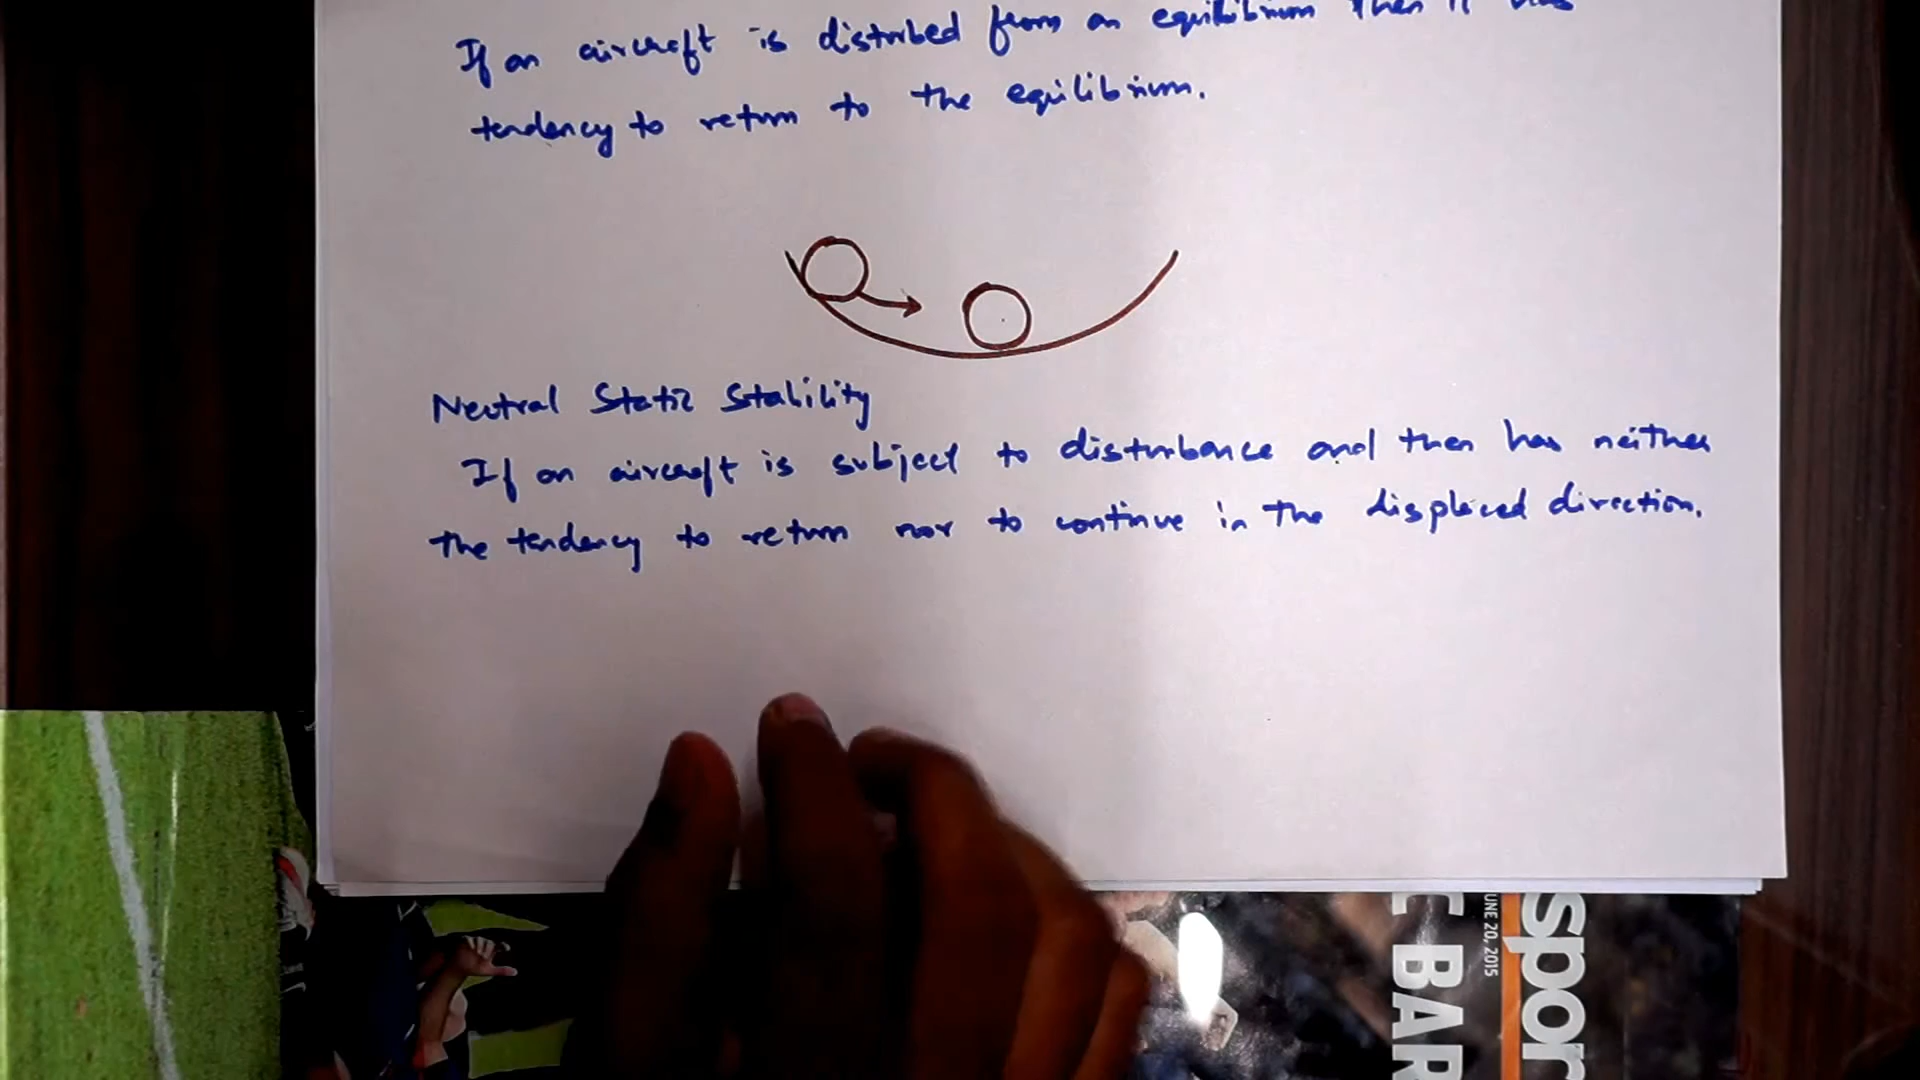 If an aircraft is distrbed from an equilibrium then it has
tendency to return to the equilibrium.
Neutral Static Stability
If an aircraft is subject to disturbance and then has neither
the tendency to return nor to continue in the displaced direction.
UNE 20, 2015
spor
C BAR